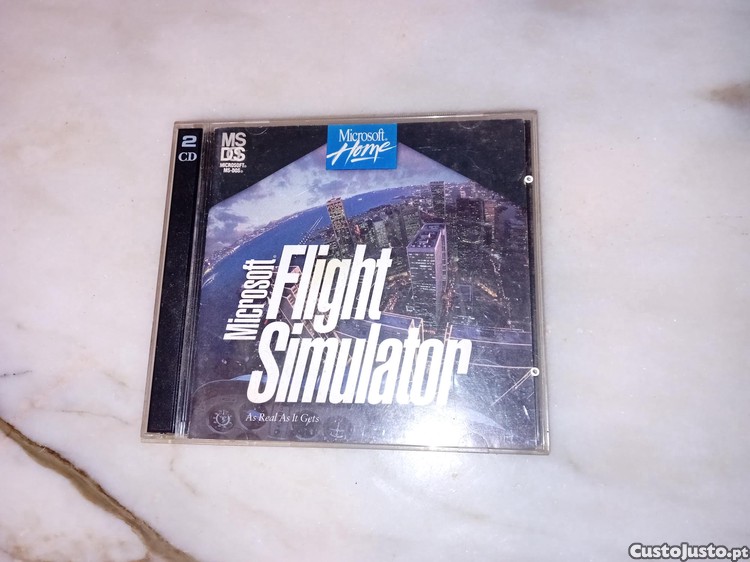 2
CD
MS
DOS
MICROSOFT®
MS-DOS®
Microsoft®
Home
Microsoft®
Flight
Simulator
As Real As It Gets
CustoJusto.pt